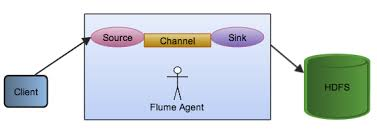 Source
Channel
Sink
Client
Flume Agent
HDFS